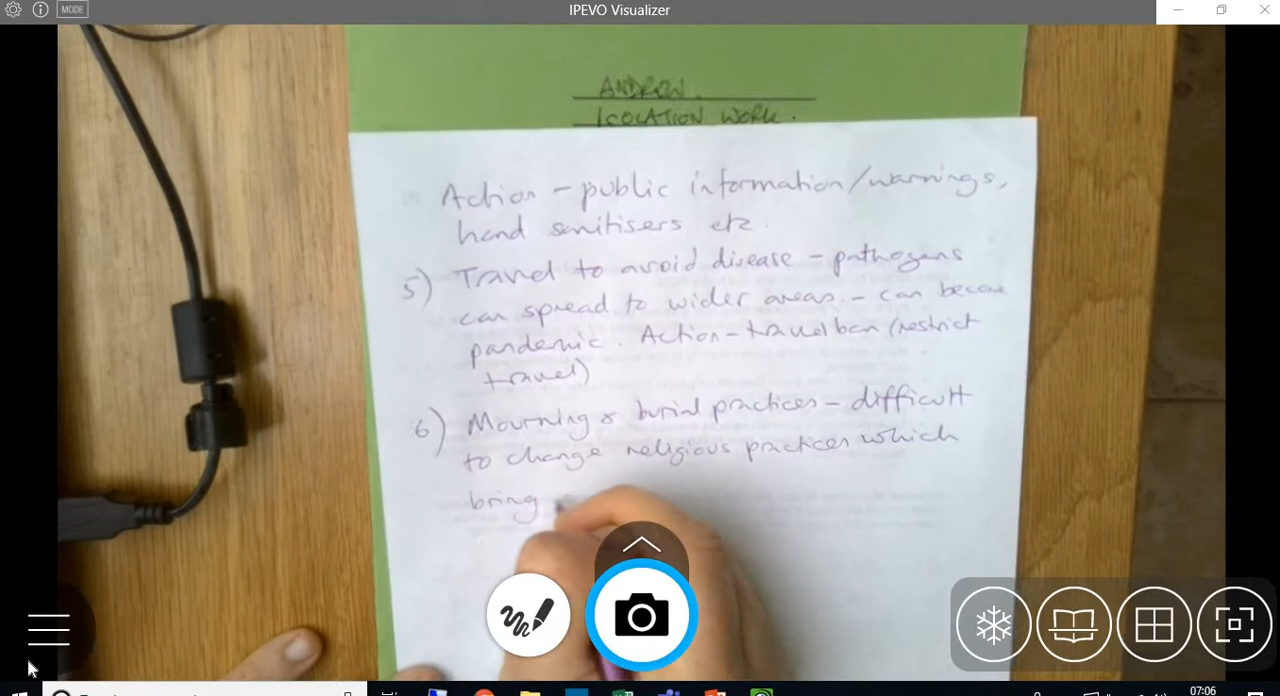 MODE
IPEVO Visualizer
ANDREW.
ISOLATION WORK.
Action - public information/warnings,
hand sanitisers etc.
5) Travel to avoid disease - pathogens
can spread to wider areas. - can become
pandemic. Action - travel ban (restrict
travel)
6) Mourning & burial practices - difficult
to change religious practices which
bring
07:06